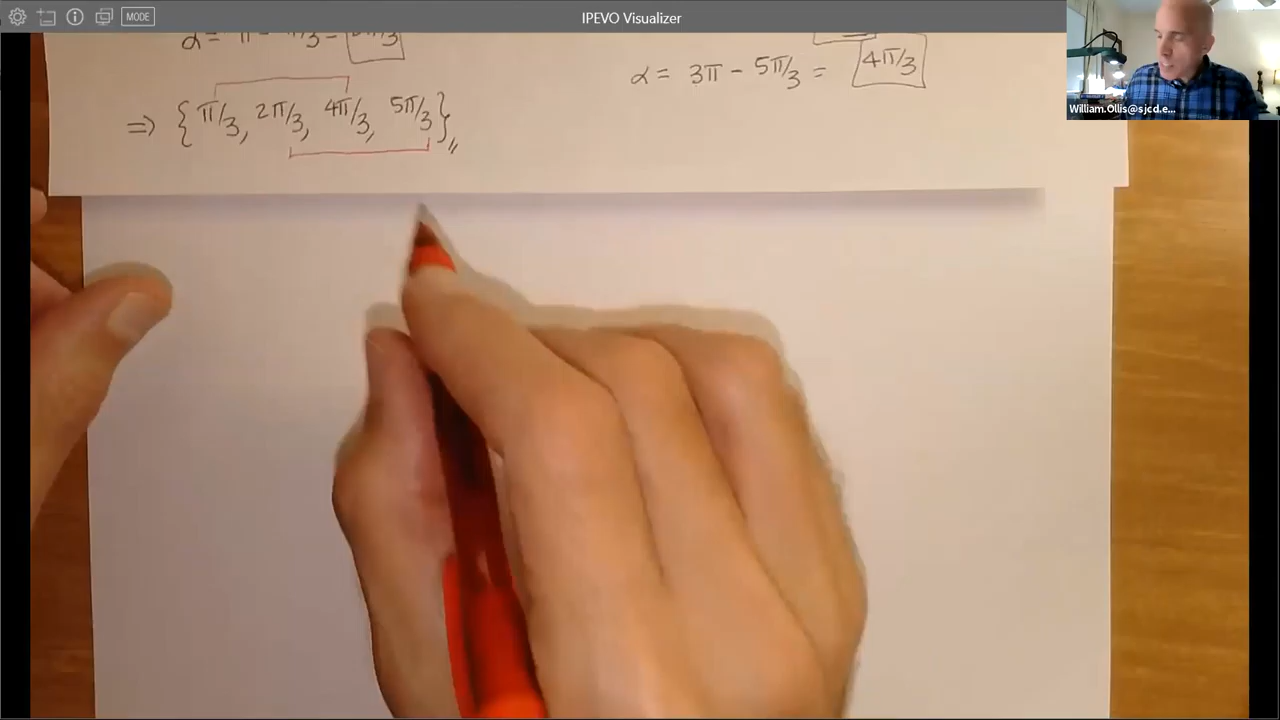 MODE
IPEVO Visualizer
William.Ollis@sjcd.e...
α = 3π - 5π/3 = 4π/3
⇒ {π/3, 2π/3, 4π/3, 5π/3}